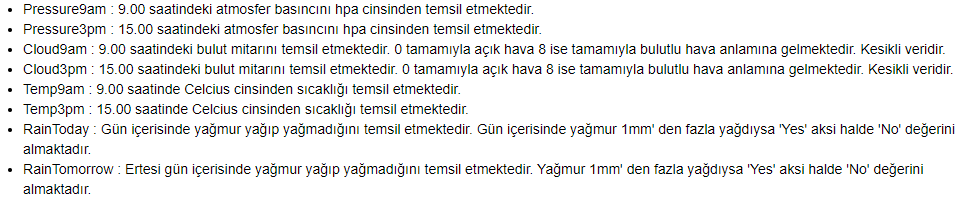 • Pressure9am : 9.00 saatindeki atmosfer basıncını hpa cinsinden temsil etmektedir.
• Pressure3pm : 15.00 saatindeki atmosfer basıncını hpa cinsinden temsil etmektedir.
• Cloud9am : 9.00 saatindeki bulut mitarını temsil etmektedir. 0 tamamıyla açık hava 8 ise tamamıyla bulutlu hava anlamına gelmektedir. Kesikli veridir.
• Cloud3pm : 15.00 saatindeki bulut mitarını temsil etmektedir. 0 tamamıyla açık hava 8 ise tamamıyla bulutlu hava anlamına gelmektedir. Kesikli veridir.
• Temp9am : 9.00 saatinde Celcius cinsinden sıcaklığı temsil etmektedir.
• Temp3pm : 15.00 saatinde Celcius cinsinden sıcaklığı temsil etmektedir.
• RainToday : Gün içerisinde yağmur yağıp yağmadığını temsil etmektedir. Gün içerisinde yağmur 1mm' den fazla yağdıysa 'Yes' aksi halde 'No' değerini
almaktadır.
• RainTomorrow : Ertesi gün içerisinde yağmur yağıp yağmadığını temsil etmektedir. Yağmur 1mm' den fazla yağdıysa 'Yes' aksi halde 'No' değerini
almaktadır.